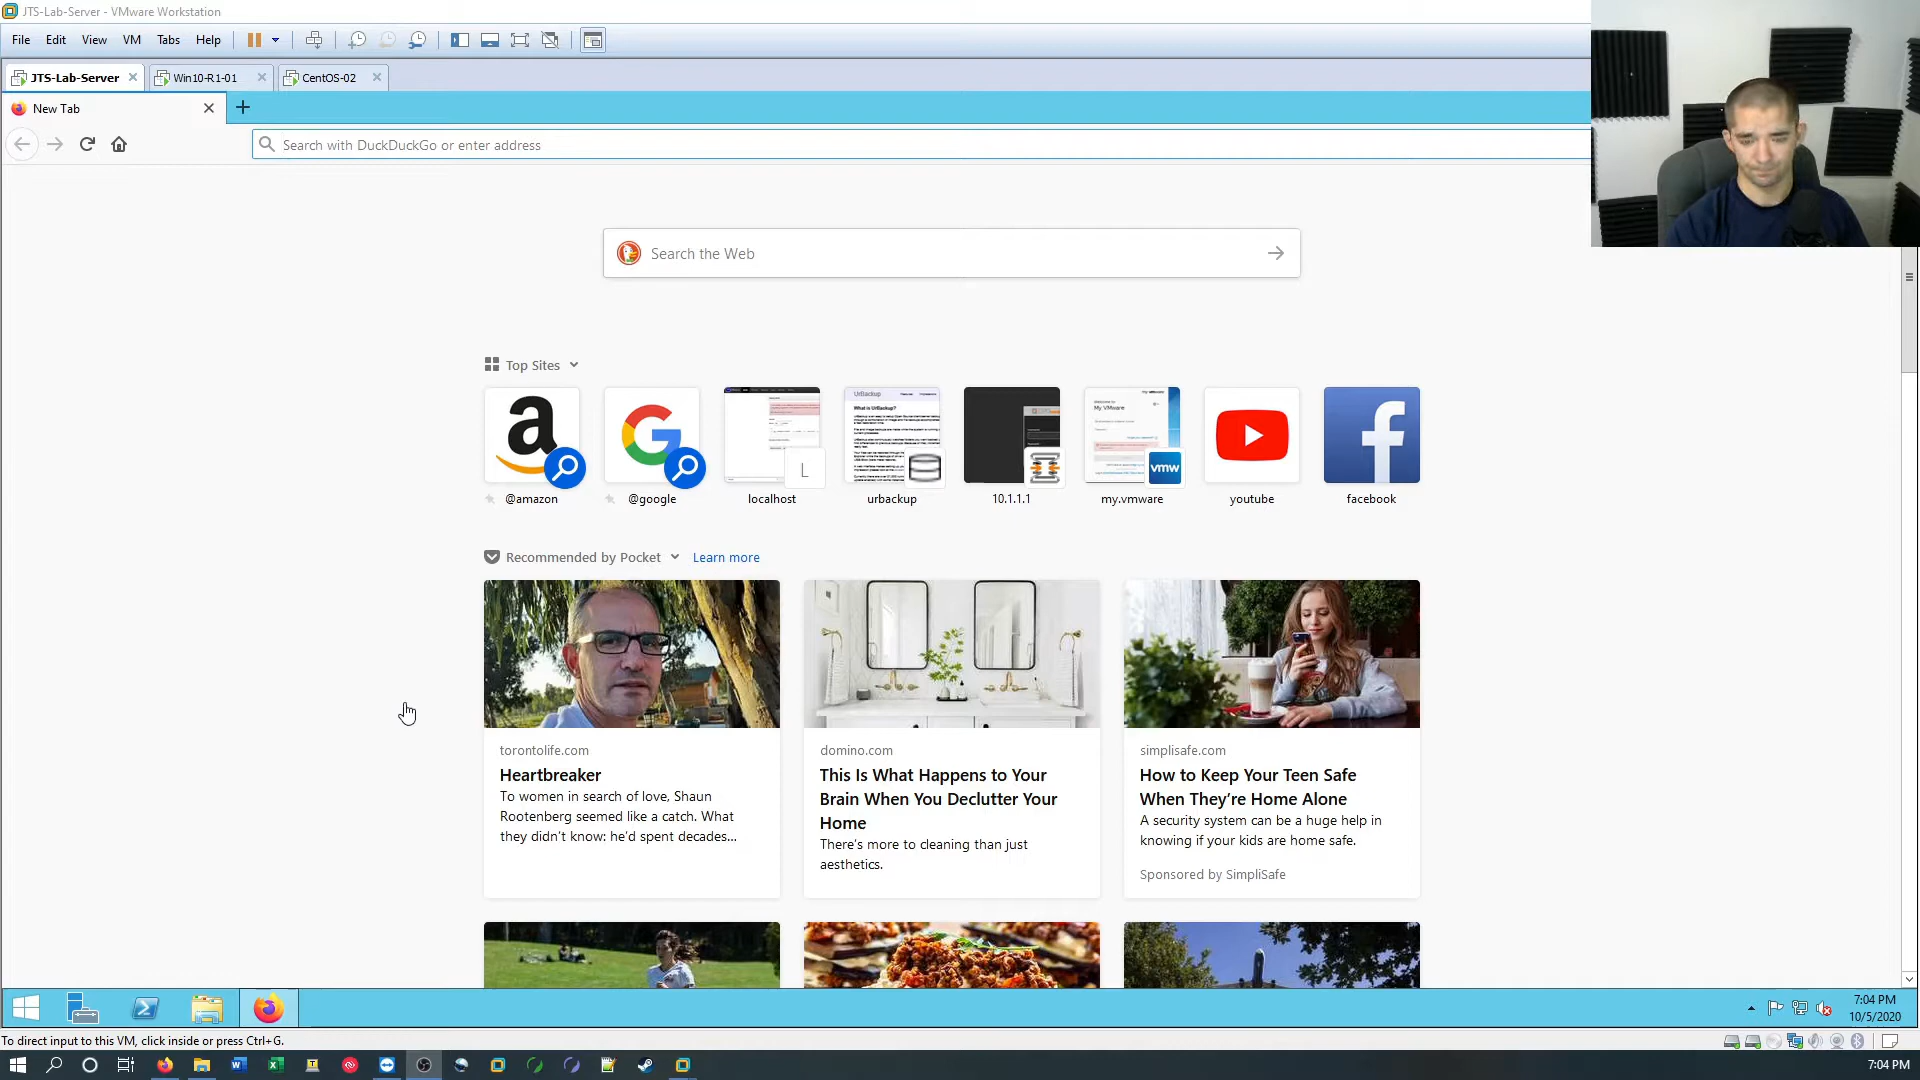 JTS-Lab-Server - VMware Workstation
File Edit View VM Tabs Help
JTS-Lab-Server Win10-R1-01 CentOS-02
New Tab
Search with DuckDuckGo or enter address
Search the Web
Top Sites
UrBackup
What is UrBackup?
My VMware
L
vmw
@amazon @google localhost urbackup 10.1.1.1 my.vmware youtube facebook
Recommended by Pocket Learn more
torontolife.com
Heartbreaker
To women in search of love, Shaun
Rootenberg seemed like a catch. What
they didn't know: he'd spent decades...
domino.com
This Is What Happens to Your
Brain When You Declutter Your
Home
There's more to cleaning than just
aesthetics.
simplisafe.com
How to Keep Your Teen Safe
When They're Home Alone
A security system can be a huge help in
knowing if your kids are home safe.
Sponsored by SimpliSafe
7:04 PM
10/5/2020
To direct input to this VM, click inside or press Ctrl+G.
7:04 PM